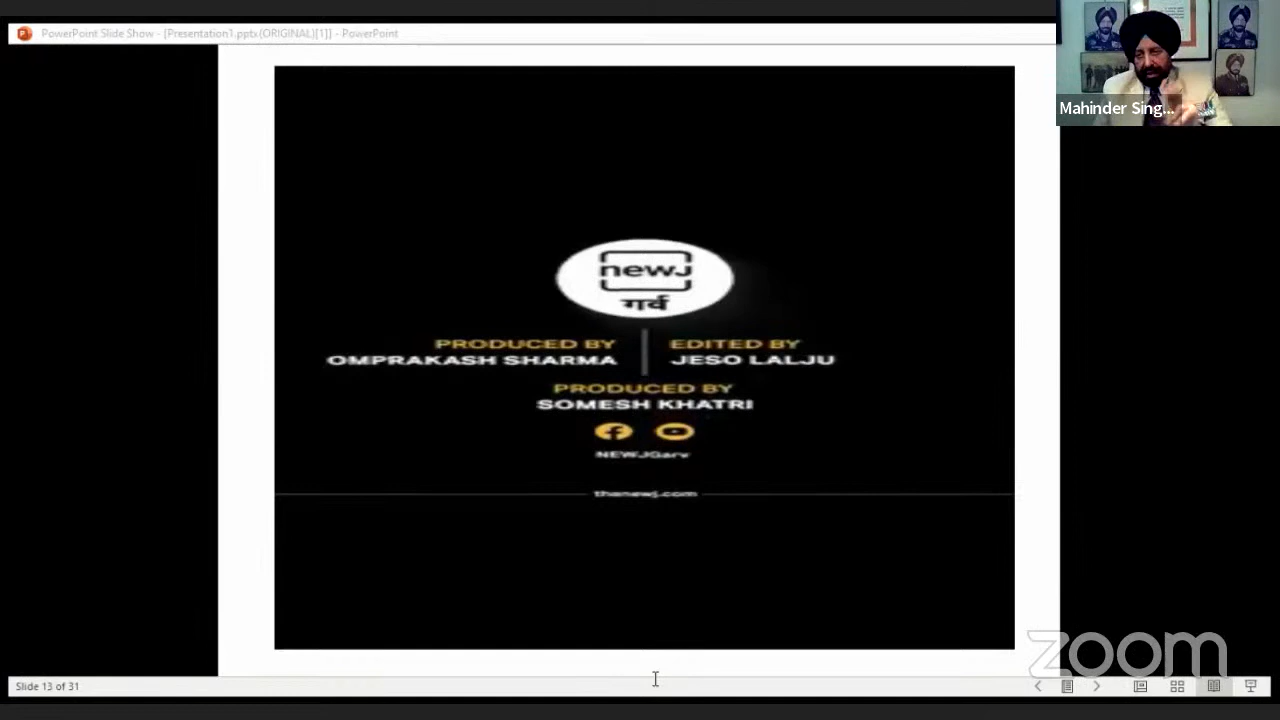 PowerPoint Slide Show - [Presentation1.pptx(ORIGINAL)[1]] - PowerPoint
Mahinder Sing...
newJ
गर्व
PRODUCED BY
OMPRAKASH SHARMA
EDITED BY
JESO LALJU
PRODUCED BY
SOMESH KHATRI
NEWJGarv
thenewj.com
zoom
Slide 13 of 31